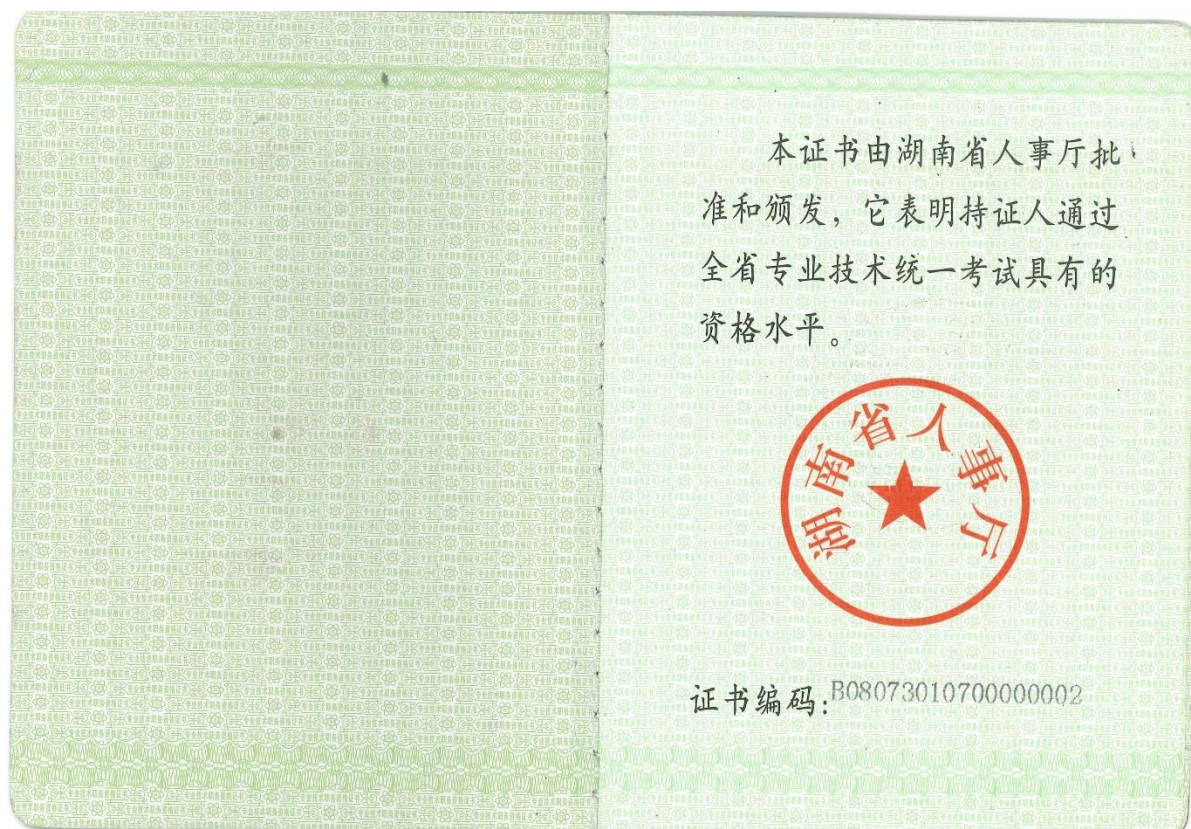 本证书由湖南省人事厅批
准和颁发，它表明持证人通过
全省专业技术统一考试具有的
资格水平。
湖南省人事厅
证书编码:B08073010700000002